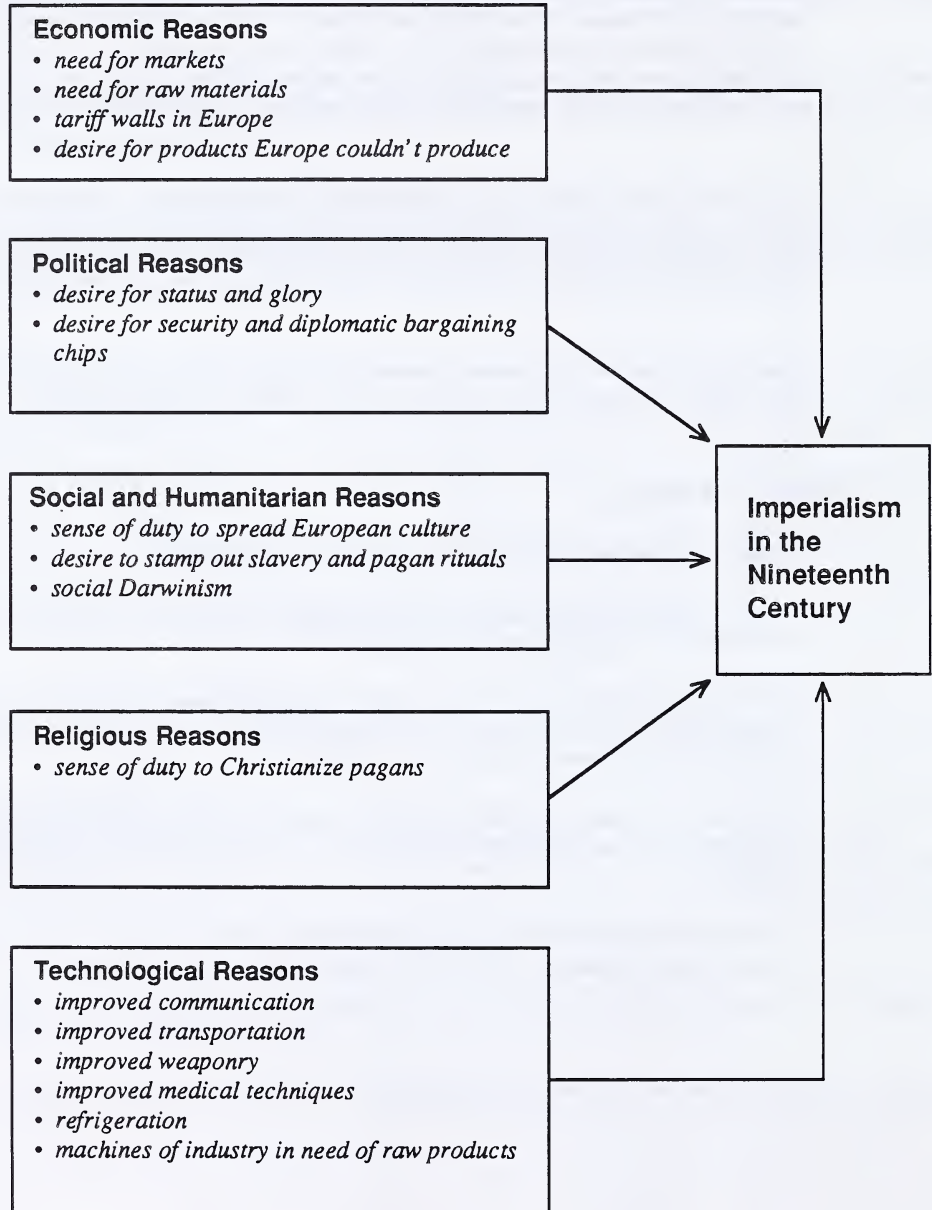 Economic Reasons
• need for markets
• need for raw materials
• tariff walls in Europe
• desire for products Europe couldn't produce
Political Reasons
• desire for status and glory
• desire for security and diplomatic bargaining
chips
Social and Humanitarian Reasons
• sense of duty to spread European culture
• desire to stamp out slavery and pagan rituals
• social Darwinism
Religious Reasons
• sense of duty to Christianize pagans
Technological Reasons
• improved communication
• improved transportation
• improved weaponry
• improved medical techniques
• refrigeration
• machines of industry in need of raw products
Imperialism
in the
Nineteenth
Century